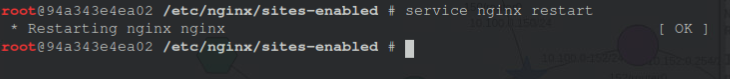 root@94a343e4ea02 /etc/nginx/sites-enabled # service nginx restart
 * Restarting nginx nginx [ OK ]
root@94a343e4ea02 /etc/nginx/sites-enabled #